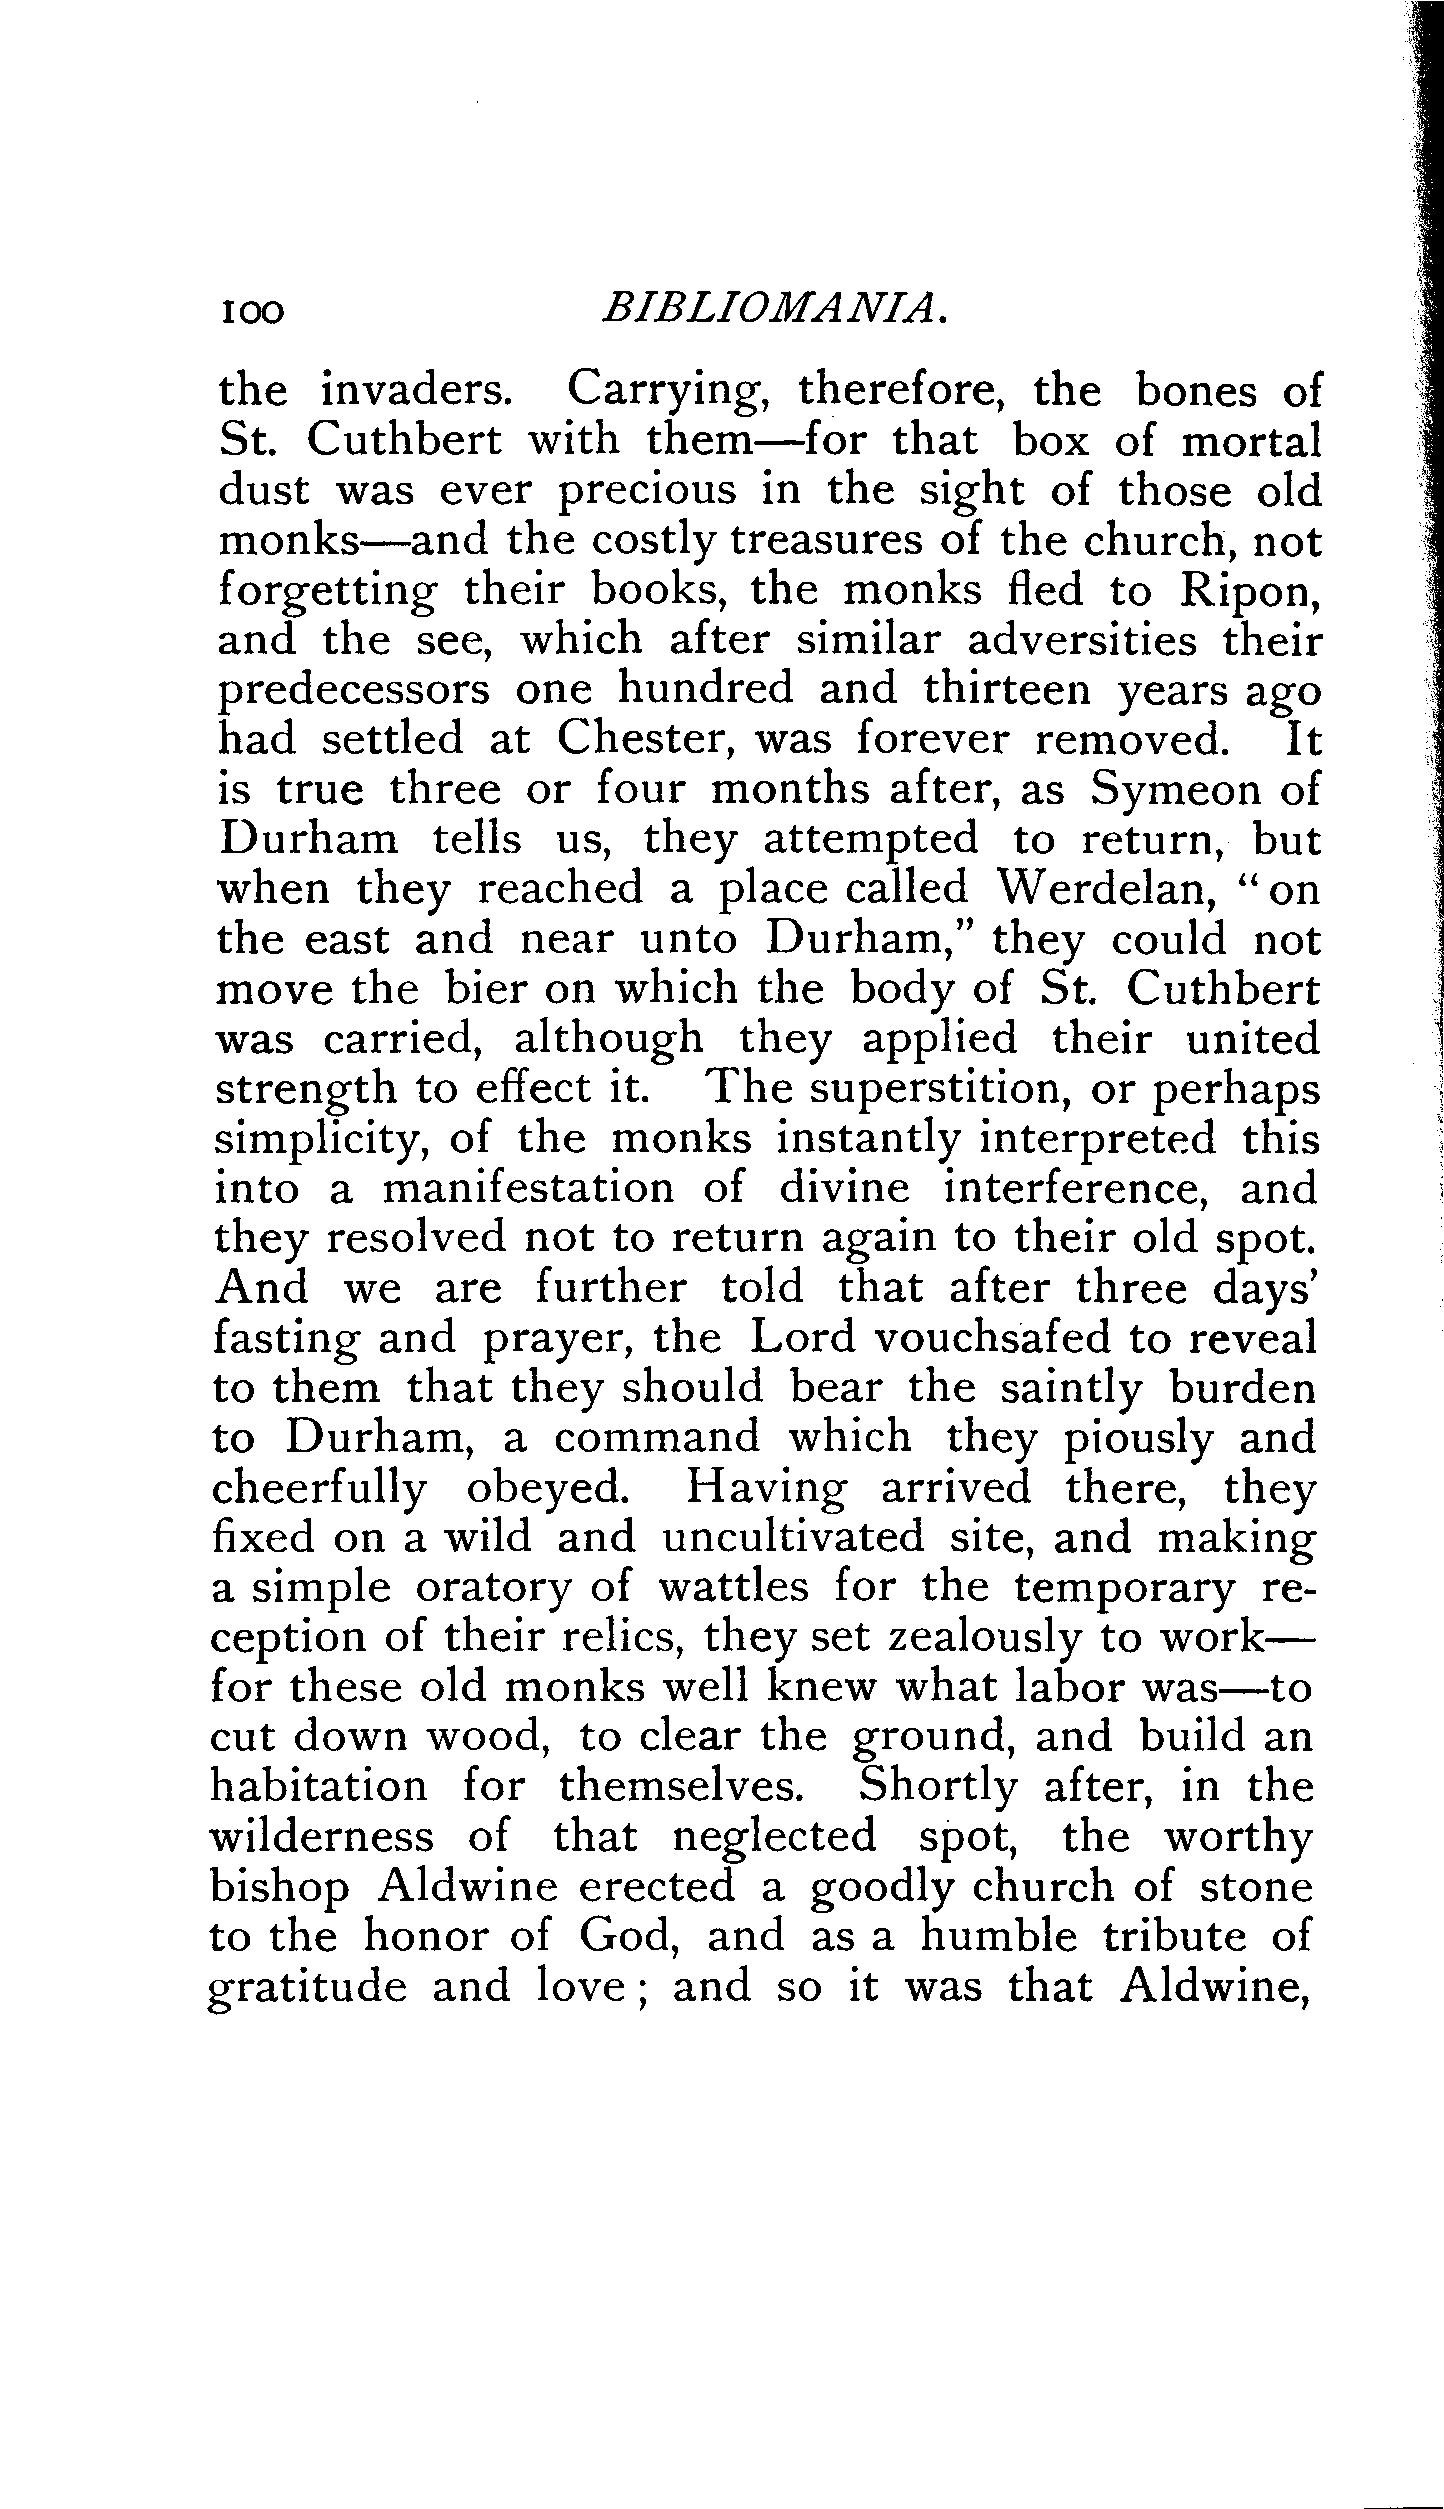 100 BIBLIOMANIA.
the invaders. Carrying, therefore, the bones of
St. Cuthbert with them—for that box of mortal
dust was ever precious in the sight of those old
monks—and the costly treasures of the church, not
forgetting their books, the monks fled to Ripon,
and the see, which after similar adversities their
predecessors one hundred and thirteen years ago
had settled at Chester, was forever removed. It
is true three or four months after, as Symeon of
Durham tells us, they attempted to return, but
when they reached a place called Werdelan, "on
the east and near unto Durham," they could not
move the bier on which the body of St. Cuthbert
was carried, although they applied their united
strength to effect it. The superstition, or perhaps
simplicity, of the monks instantly interpreted this
into a manifestation of divine interference, and
they resolved not to return again to their old spot.
And we are further told that after three days'
fasting and prayer, the Lord vouchsafed to reveal
to them that they should bear the saintly burden
to Durham, a command which they piously and
cheerfully obeyed. Having arrived there, they
fixed on a wild and uncultivated site, and making
a simple oratory of wattles for the temporary re-
ception of their relics, they set zealously to work—
for these old monks well knew what labor was—to
cut down wood, to clear the ground, and build an
habitation for themselves. Shortly after, in the
wilderness of that neglected spot, the worthy
bishop Aldwine erected a goodly church of stone
to the honor of God, and as a humble tribute of
gratitude and love; and so it was that Aldwine,